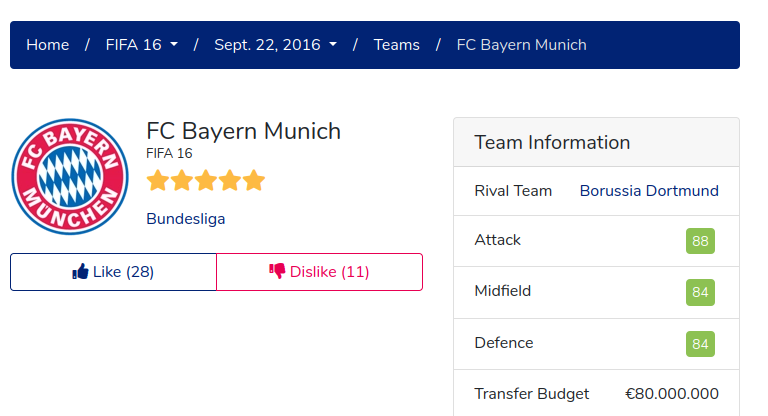 Home / FIFA 16 / Sept. 22, 2016 / Teams / FC Bayern Munich
FC BAYERN
MÜNCHEN
FC Bayern Munich
FIFA 16
Bundesliga
Like (28)
Dislike (11)
Team Information
Rival Team Borussia Dortmund
Attack 88
Midfield 84
Defence 84
Transfer Budget €80.000.000